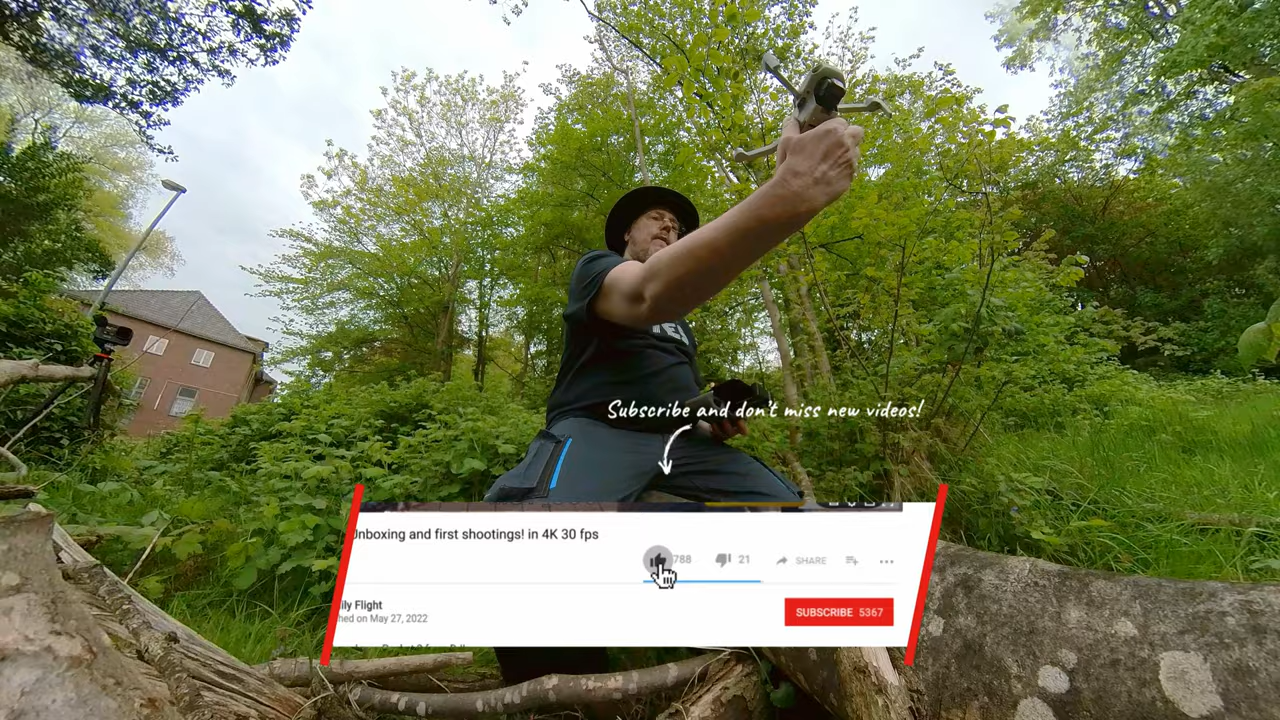 Subscribe and don't miss new videos!
Unboxing and first shootings! in 4K 30 fps
788 21 SHARE
ily Flight
hed on May 27, 2022
SUBSCRIBE 5367